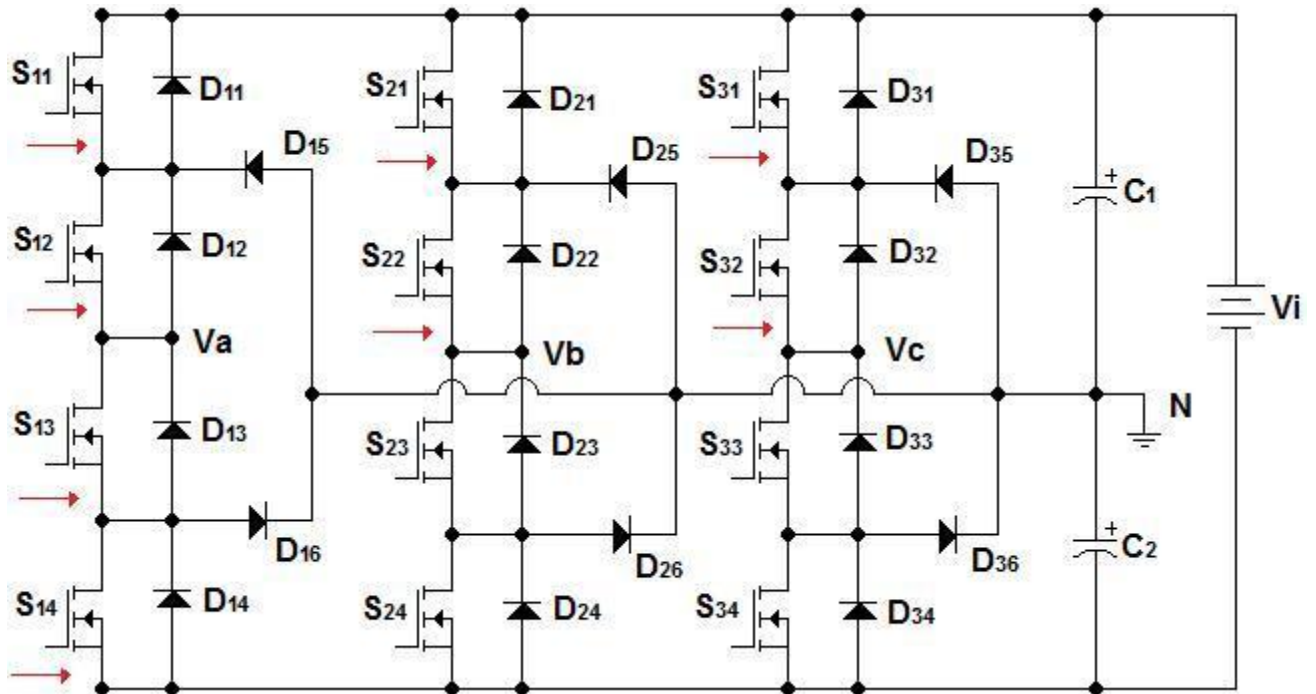 S11
D11
S21
D21
S31
D31
D15
D25
D35
C1
+
S12
D12
S22
D22
S32
D32
Va
Vb
Vc
Vi
N
S13
D13
S23
D23
S33
D33
D16
D26
D36
C2
+
S14
D14
S24
D24
S34
D34